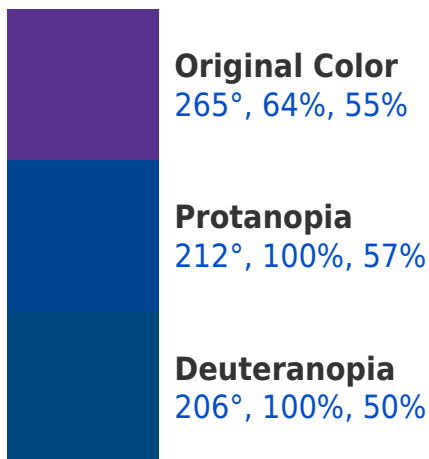 Original Color
265°, 64%, 55%
Protanopia
212°, 100%, 57%
Deuteranopia
206°, 100%, 50%